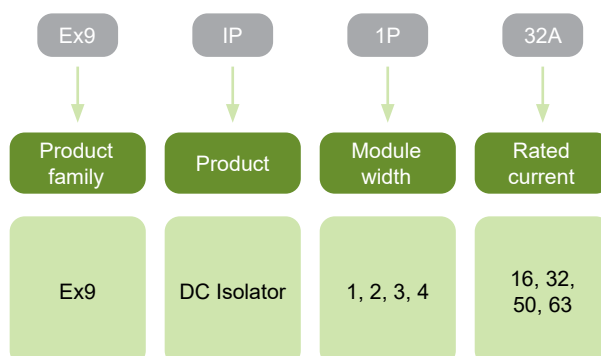 Ex9
IP
1P
32A
Product
family
Product
Module
width
Rated
current
Ex9
DC Isolator
1, 2, 3, 4
16, 32,
50, 63